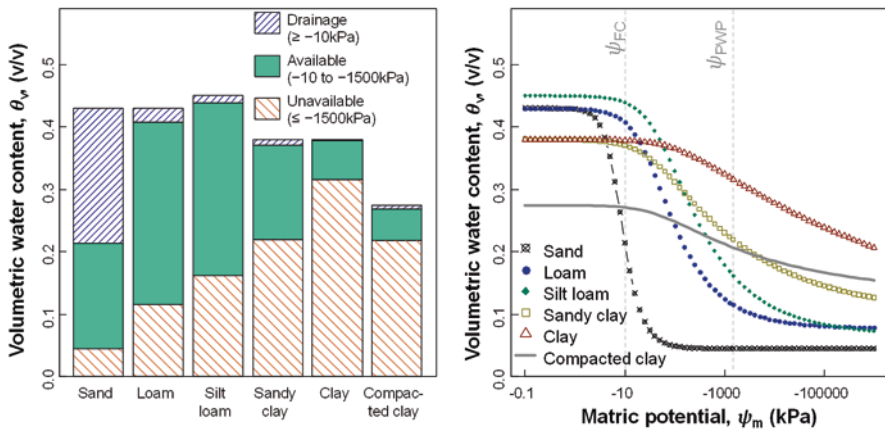 Drainage
(≥ −10kPa)
Available
(−10 to −1500kPa)
Unavailable
(≤ −1500kPa)
Volumetric water content, θv, (v/v)
0.5
0.4
0.3
0.2
0.1
0.0
Sand
Loam
Silt
loam
Sandy
clay
Clay
Compac-
ted clay
ψFC
ψPWP
Volumetric water content, θv, (v/v)
0.5
0.4
0.3
0.2
0.1
0.0
Sand
Loam
Silt loam
Sandy clay
Clay
Compacted clay
-0.1
-10
-1000
-100000
Matric potential, ψm (kPa)